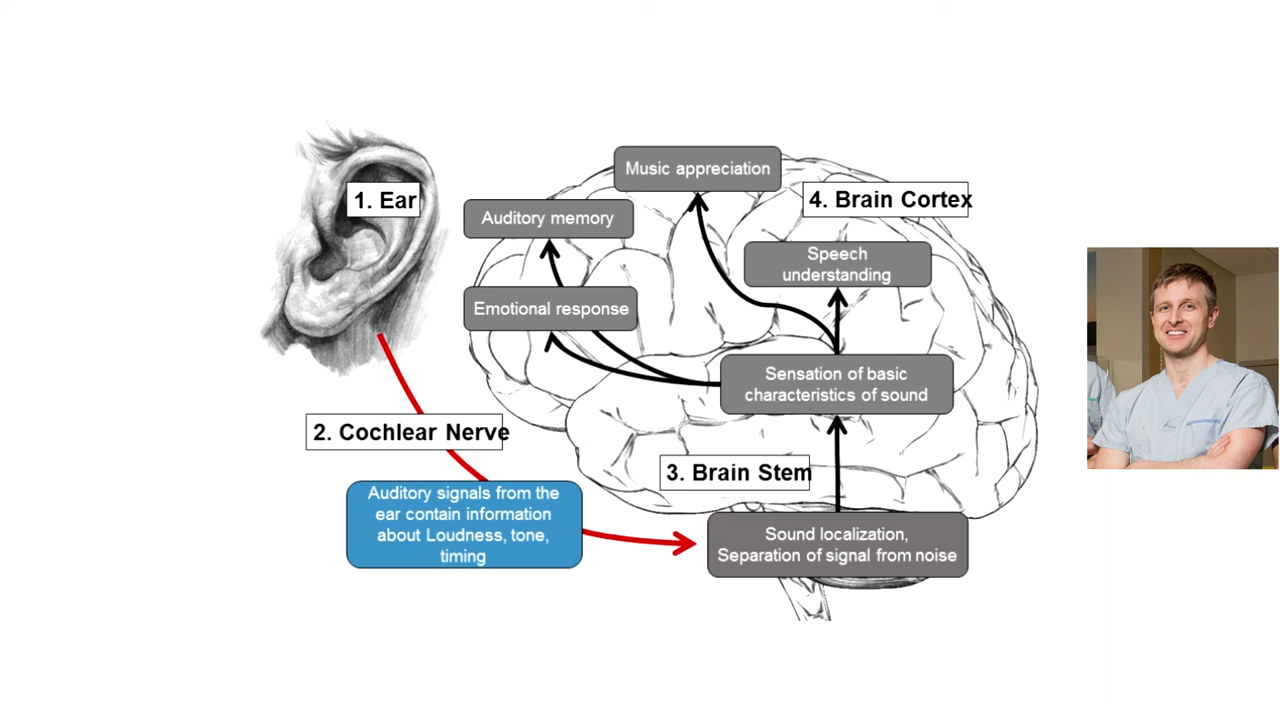 1. Ear
Music appreciation
4. Brain Cortex
Auditory memory
Speech
understanding
Emotional response
Sensation of basic
characteristics of sound
2. Cochlear Nerve
3. Brain Stem
Auditory signals from the
ear contain information
about Loudness, tone,
timing
Sound localization,
Separation of signal from noise